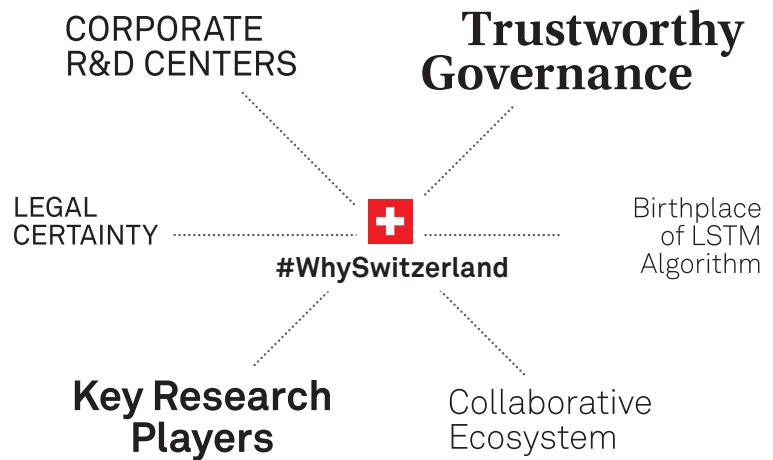 CORPORATE
R&D CENTERS
Trustworthy
Governance
LEGAL
CERTAINTY
Birthplace
of LSTM
Algorithm
#WhySwitzerland
Key Research
Players
Collaborative
Ecosystem